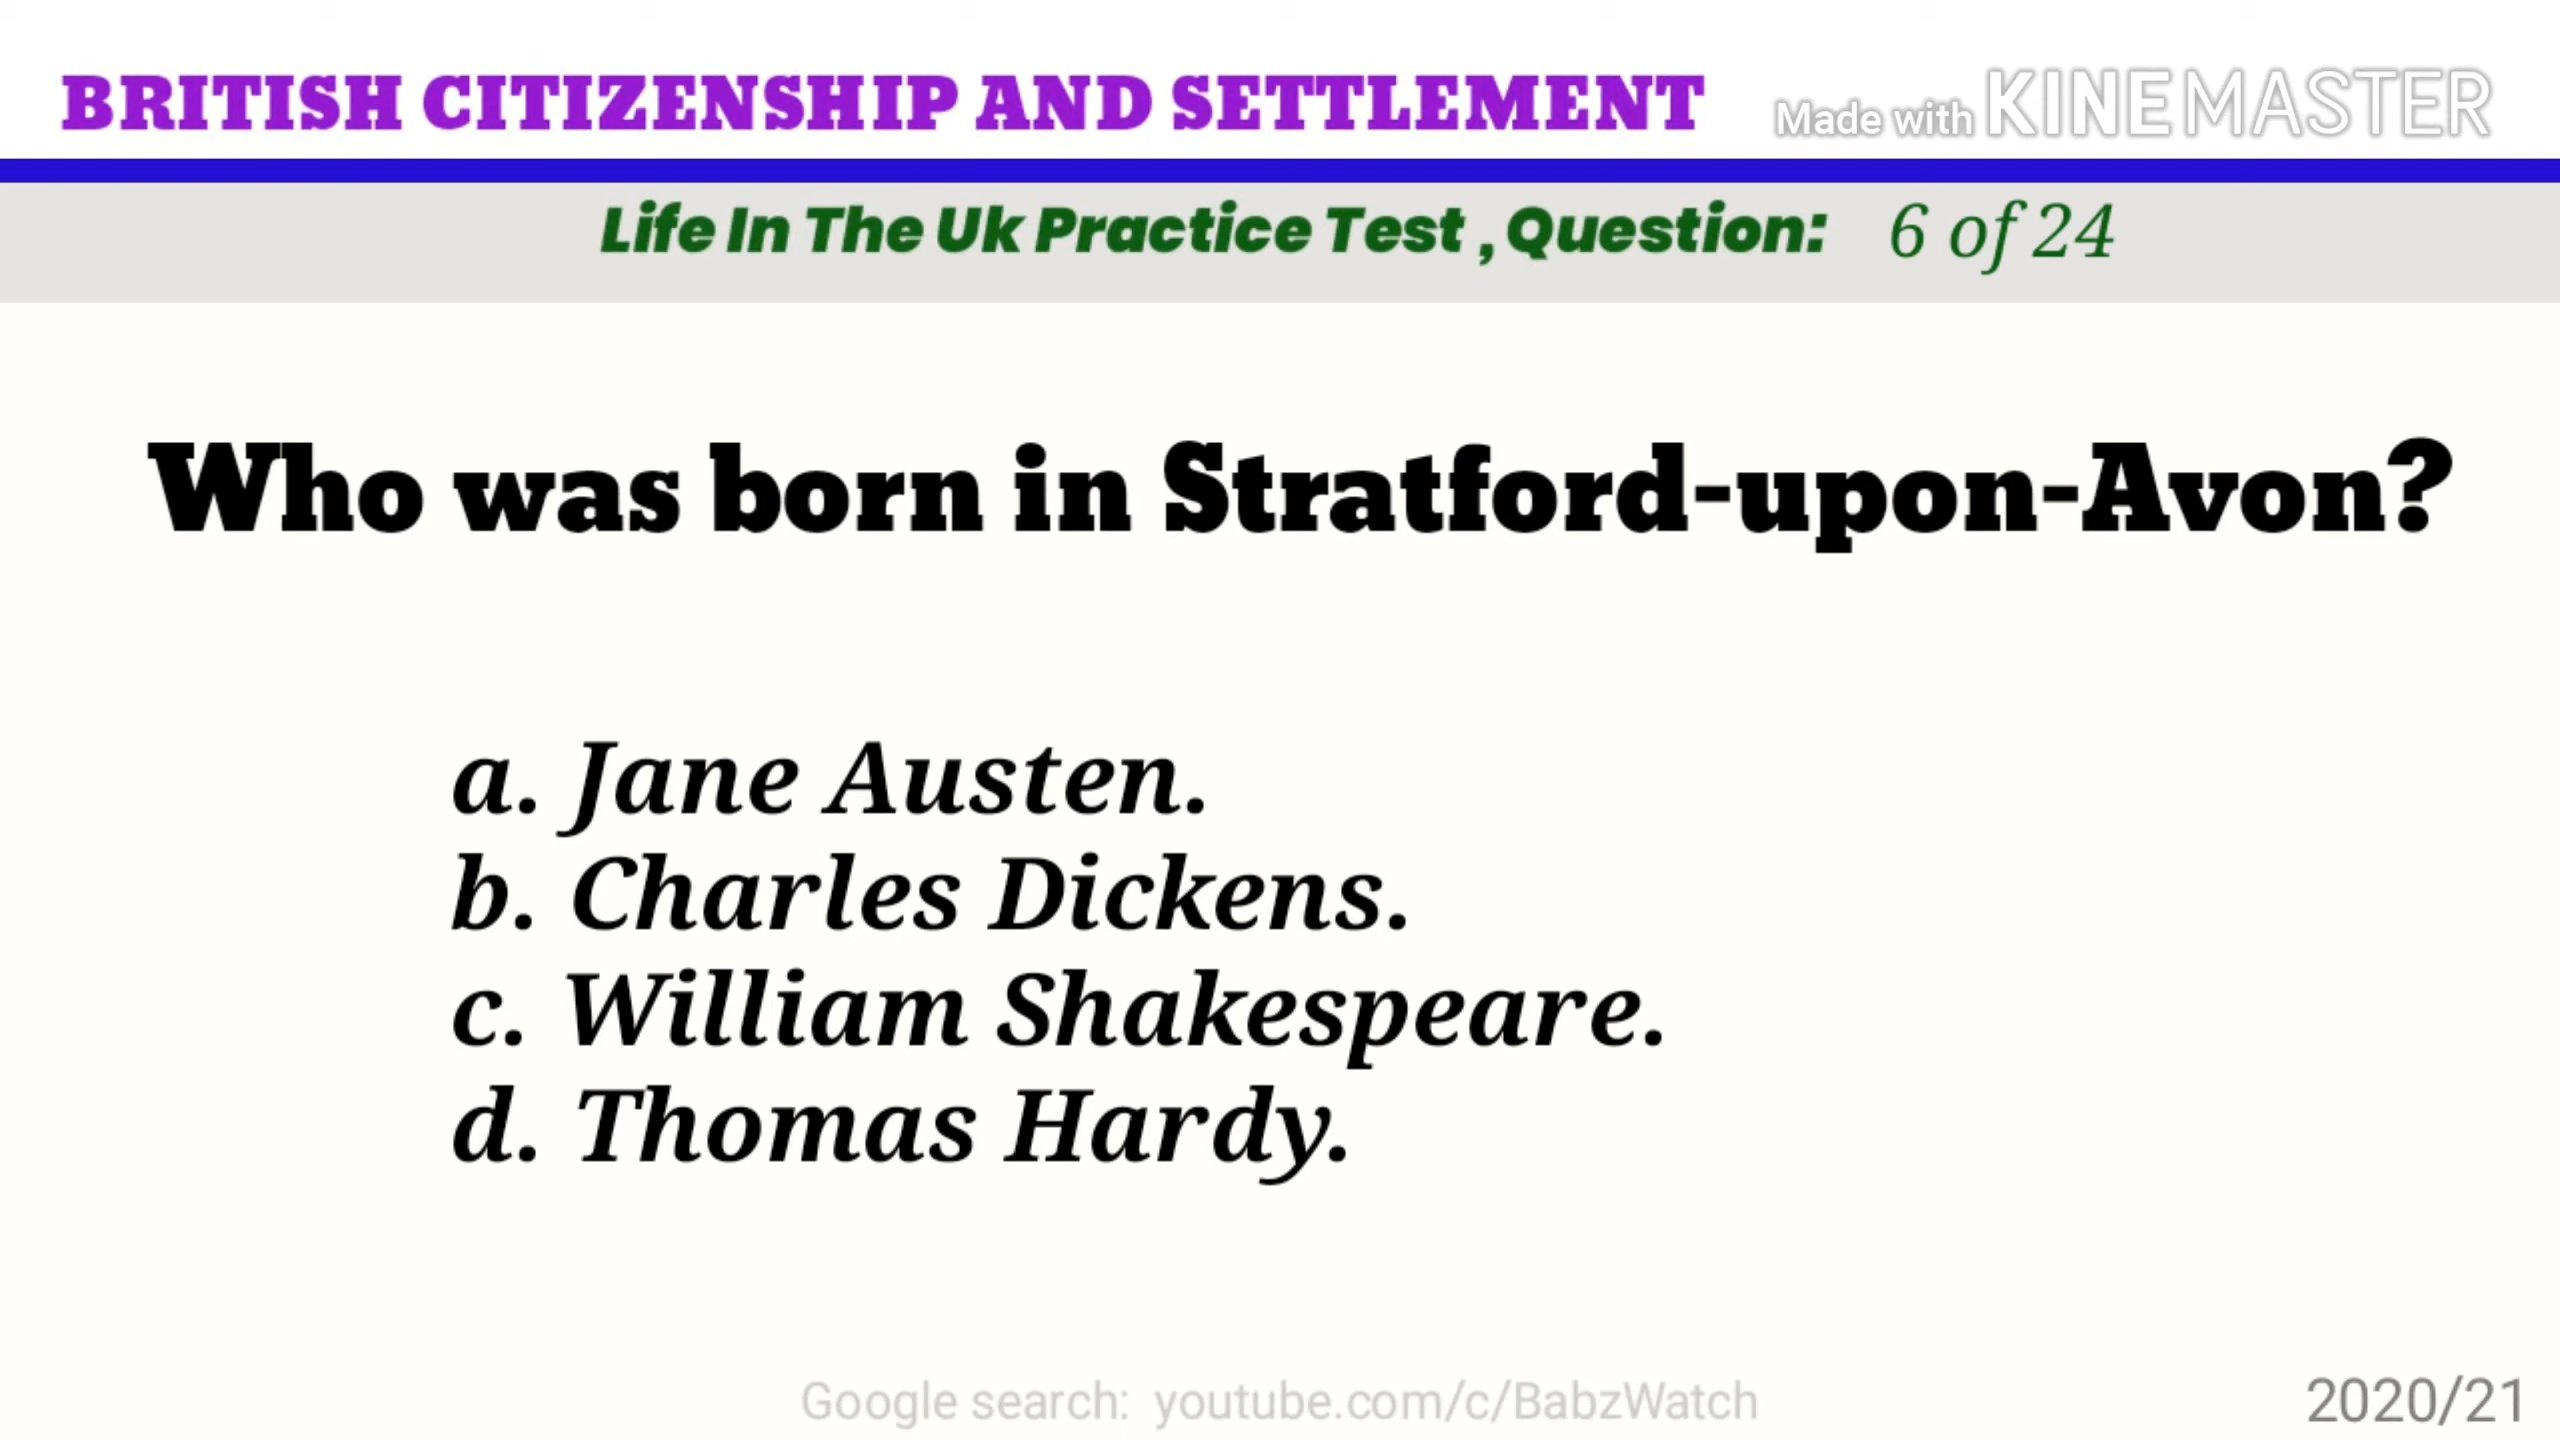 BRITISH CITIZENSHIP AND SETTLEMENT
Made with KINEMASTER
Life In The Uk Practice Test , Question: 6 of 24
Who was born in Stratford-upon-Avon?
a. Jane Austen.
b. Charles Dickens.
c. William Shakespeare.
d. Thomas Hardy.
Google search: youtube.com/c/BabzWatch
2020/21